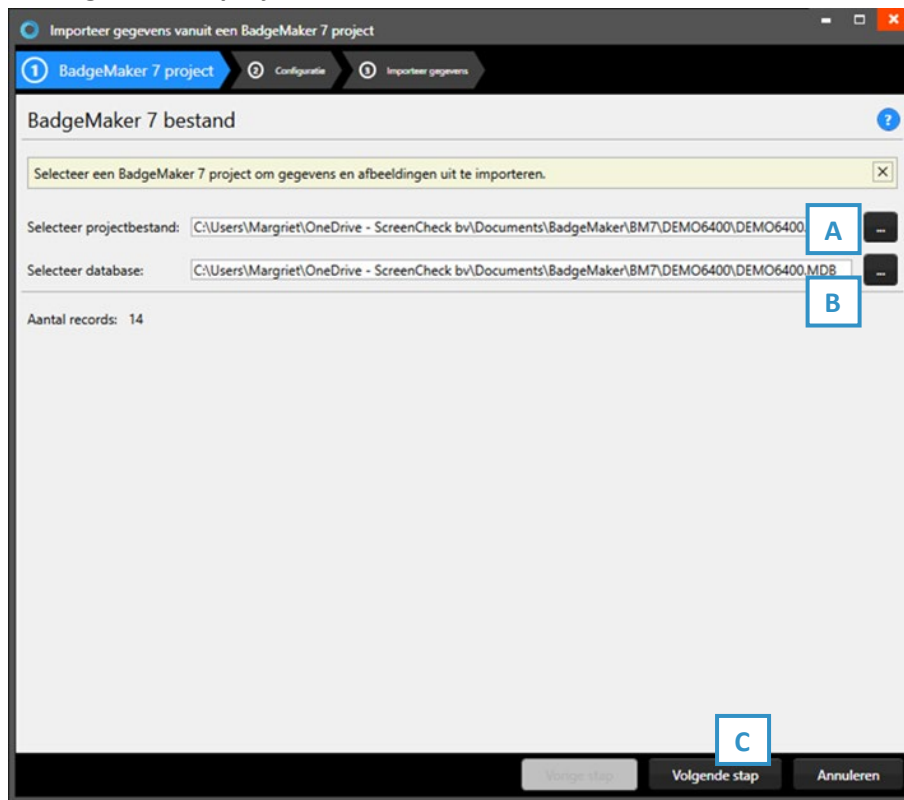 Importeer gegevens vanuit een BadgeMaker 7 project
1 BadgeMaker 7 project 2 Configuratie 3 Importeer gegevens
BadgeMaker 7 bestand ?
Selecteer een BadgeMaker 7 project om gegevens en afbeeldingen uit te importeren.
Selecteer projectbestand: C:\Users\Margriet\OneDrive - ScreenCheck bv\Documents\BadgeMaker\BM7\DEMO6400\DEMO6400. A ...
Selecteer database: C:\Users\Margriet\OneDrive - ScreenCheck bv\Documents\BadgeMaker\BM7\DEMO6400\DEMO6400.MDB ...
B
Aantal records: 14
C
Vorige stap Volgende stap Annuleren